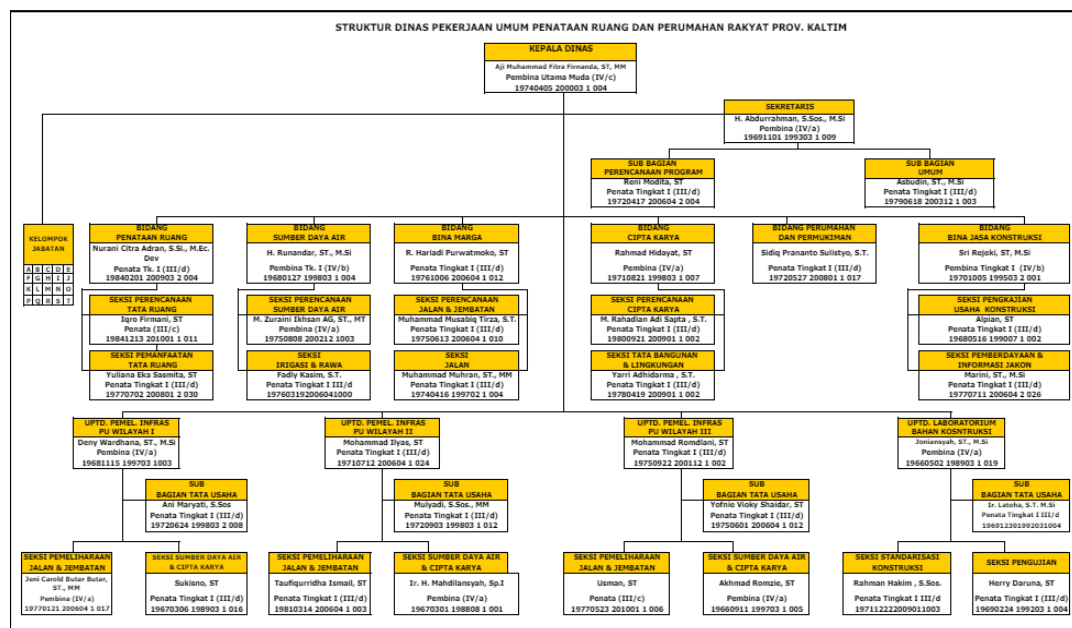 STRUKTUR DINAS PEKERJAAN UMUM PENATAAN RUANG DAN PERUMAHAN RAKYAT PROV. KALTIM
KEPALA DINAS
Aji Muhammad Fitra Firnanda, ST, MM
Pembina Utama Muda (IV/c)
19740405 200003 1 004
SEKRETARIS
H. Abdurrahman, S.Sos., M.Si
Pembina (IV/a)
19691101 199303 1 009
SUB BAGIAN
PERENCANAAN PROGRAM
Reni Modita, ST
Penata Tingkat I (III/d)
19720417 200604 2 004
SUB BAGIAN
UMUM
Asbudin, ST., M.Si
Penata Tingkat I (III/d)
19790618 200312 1 003
KELOMPOK
JABATAN
A B C D E
F G H I J
K L M N O
P Q R S T
BIDANG
PENATAAN RUANG
Nurani Citra Adran, S.Si., M.Ec.
Dev
Penata Tk. I (III/d)
19840201 200903 2 004
SEKSI PERENCANAAN
TATA RUANG
Iqro Firmani, ST
Penata (III/c)
19841213 201001 1 011
SEKSI PEMANFAATAN
TATA RUANG
Yuliana Eka Sasmita, ST
Penata Tingkat I (III/d)
19770702 200801 2 030
BIDANG
SUMBER DAYA AIR
H. Runandar, ST., M.Si
Pembina Tk. I (IV/b)
19680127 199803 1 004
SEKSI PERENCANAAN
SUMBER DAYA AIR
M. Zuraini Ikhsan AG, ST., MT
Pembina (IV/a)
19750808 200212 1003
SEKSI
IRIGASI & RAWA
Fadly Kasim, S.T.
Penata Tingkat I III/d
197603192006041000
BIDANG
BINA MARGA
R. Hariadi Purwatmoko, ST
Penata Tingkat I (III/d)
19761006 200604 1 012
SEKSI PERENCANAAN
JALAN & JEMBATAN
Muhammad Musabiq Tirza, S.T.
Penata Tingkat I (III/d)
19750613 200604 1 010
SEKSI
JALAN
Muhammad Muhran, ST., MM
Penata Tingkat I (III/d)
19740416 199702 1 004
BIDANG
CIPTA KARYA
Rahmad Hidayat, ST
Pembina (IV/a)
19710821 199803 1 007
SEKSI PERENCANAAN
CIPTA KARYA
M. Rahadian Adi Sapta , S.T.
Penata Tingkat I (III/d)
19800921 200901 1 002
SEKSI TATA BANGUNAN
& LINGKUNGAN
Yarri Adhidarma , S.T.
Penata Tingkat I (III/d)
19780419 200901 1 002
BIDANG PERUMAHAN
DAN PERMUKIMAN
Sidiq Prananto Sulistyo, S.T.
Penata Tingkat I (III/d)
19720527 200801 1 017
BIDANG
BINA JASA KONSTRUKSI
Sri Rejeki, ST, M.Si
Pembina Tingkat I (IV/b)
19701005 199503 2 001
SEKSI PENGKAJIAN
USAHA KONSTRUKSI
Alpian, ST
Penata Tingkat I (III/d)
19680516 199007 1 002
SEKSI PEMBERDAYAAN &
INFORMASI JAKON
Marini, ST., M.Si
Penata Tingkat I (III/d)
19770711 200604 2 026
UPTD. PEMEL. INFRAS
PU WILAYAH I
Deny Wardhana, ST., M.Si
Pembina (IV/a)
19681115 199703 1003
SUB
BAGIAN TATA USAHA
Ani Maryati, S.Sos
Penata Tingkat I (III/d)
19720624 199803 2 008
SEKSI PEMELIHARAAN
JALAN & JEMBATAN
Jeni Carold Butar Butar,
ST., MM
Pembina (IV/a)
19770121 200604 1 017
SEKSI SUMBER DAYA AIR
& CIPTA KARYA
Sukisno, ST
Penata Tingkat I (III/d)
19670306 198903 1 016
UPTD. PEMEL. INFRAS
PU WILAYAH II
Mohammad Ilyas, ST
Penata Tingkat I (III/d)
19710712 200604 1 024
SUB
BAGIAN TATA USAHA
Mulyadi, S.Sos., MM
Penata Tingkat I (III/d)
19720903 199803 1 012
SEKSI PEMELIHARAAN
JALAN & JEMBATAN
Taufiqurridha Ismail, ST
Penata Tingkat I (III/d)
19810314 200604 1 003
SEKSI SUMBER DAYA AIR
& CIPTA KARYA
Ir. H. Mahdilansyah, Sp.I
Pembina (IV/a)
19670301 198808 1 001
UPTD. PEMEL. INFRAS
PU WILAYAH III
Mohammad Romdlani, ST
Penata Tingkat I (III/d)
19750922 200112 1 002
SUB
BAGIAN TATA USAHA
Yofnie Vioky Shaidar, ST
Penata Tingkat I (III/d)
19750601 200604 1 012
SEKSI PEMELIHARAAN
JALAN & JEMBATAN
Usman, ST
Penata (III/c)
19770523 201001 1 006
SEKSI SUMBER DAYA AIR
& CIPTA KARYA
Akhmad Romzie, ST
Pembina (IV/a)
19660911 199703 1 005
UPTD. LABORATORIUM
BAHAN KOSNTRUKSI
Joniansyah, ST., M.Si
Pembina (IV/a)
19660502 198903 1 019
SUB
BAGIAN TATA USAHA
Ir. Latoha, S.T. M.Si
Penata Tingkat I III/d
196912301992031004
SEKSI STANDARISASI
KONSTRUKSI
Rahman Hakim , S.Sos.
Penata Tingkat I III/d
197112222009011003
SEKSI PENGUJIAN
Herry Daruna, ST
Penata Tingkat I (III/d)
19690224 199203 1 004